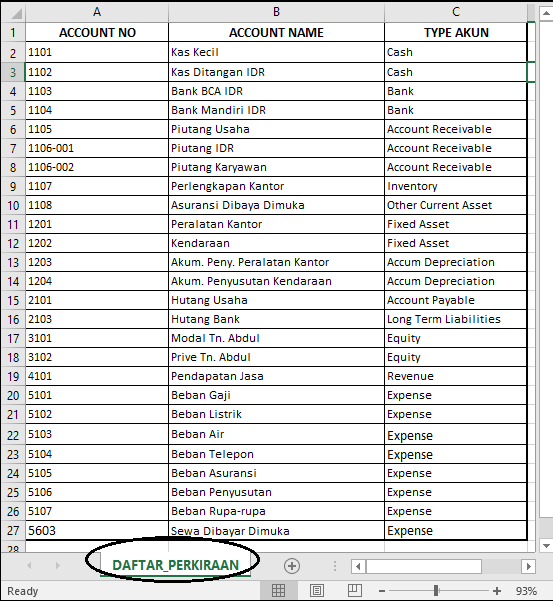 A B C
1 ACCOUNT NO ACCOUNT NAME TYPE AKUN
2 1101 Kas Kecil Cash
3 1102 Kas Ditangan IDR Cash
4 1103 Bank BCA IDR Bank
5 1104 Bank Mandiri IDR Bank
6 1105 Piutang Usaha Account Receivable
7 1106-001 Piutang IDR Account Receivable
8 1106-002 Piutang Karyawan Account Receivable
9 1107 Perlengkapan Kantor Inventory
10 1108 Asuransi Dibaya Dimuka Other Current Asset
11 1201 Peralatan Kantor Fixed Asset
12 1202 Kendaraan Fixed Asset
13 1203 Akum. Peny. Peralatan Kantor Accum Depreciation
14 1204 Akum. Penyusutan Kendaraan Accum Depreciation
15 2101 Hutang Usaha Account Payable
16 2103 Hutang Bank Long Term Liabilities
17 3101 Modal Tn. Abdul Equity
18 3102 Prive Tn. Abdul Equity
19 4101 Pendapatan Jasa Revenue
20 5101 Beban Gaji Expense
21 5102 Beban Listrik Expense
22 5103 Beban Air Expense
23 5104 Beban Telepon Expense
24 5105 Beban Asuransi Expense
25 5106 Beban Penyusutan Expense
26 5107 Beban Rupa-rupa Expense
27 5603 Sewa Dibayar Dimuka Expense
28
DAFTAR_PERKIRAAN
Ready 93%